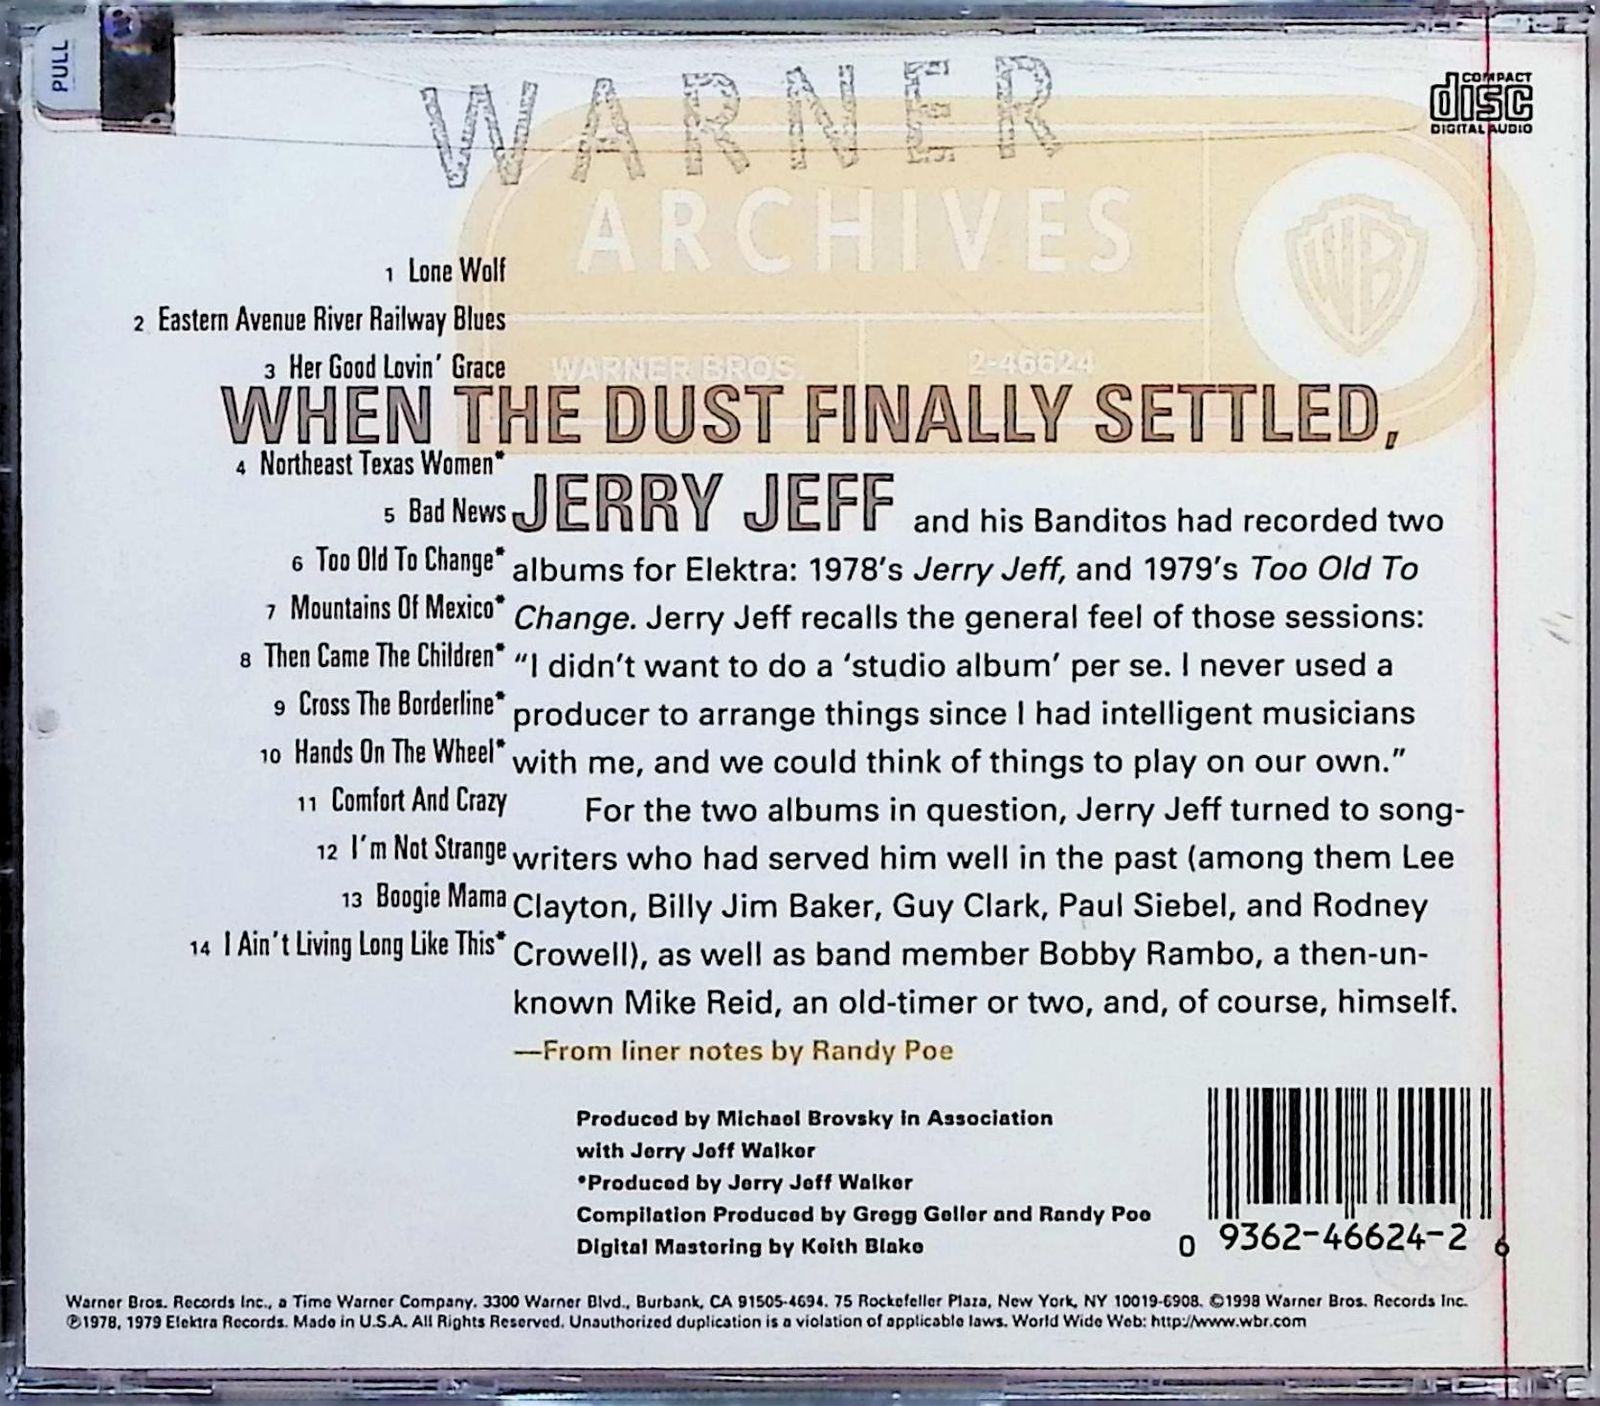 PULL
WARNER
COMPACT
disc
DIGITAL AUDIO
ARCHIVES
WB
WARNER BROS. 2-46624
1 Lone Wolf
2 Eastern Avenue River Railway Blues
3 Her Good Lovin' Grace
4 Northeast Texas Women*
5 Bad News
6 Too Old To Change*
7 Mountains Of Mexico*
8 Then Came The Children*
9 Cross The Borderline*
10 Hands On The Wheel*
11 Comfort And Crazy
12 I'm Not Strange
13 Boogie Mama
14 I Ain't Living Long Like This*
WHEN THE DUST FINALLY SETTLED,
JERRY JEFF and his Banditos had recorded two
albums for Elektra: 1978's Jerry Jeff, and 1979's Too Old To
Change. Jerry Jeff recalls the general feel of those sessions:
“I didn't want to do a ‘studio album’ per se. I never used a
producer to arrange things since I had intelligent musicians
with me, and we could think of things to play on our own.”
For the two albums in question, Jerry Jeff turned to song-
writers who had served him well in the past (among them Lee
Clayton, Billy Jim Baker, Guy Clark, Paul Siebel, and Rodney
Crowell), as well as band member Bobby Rambo, a then-un-
known Mike Reid, an old-timer or two, and, of course, himself.
—From liner notes by Randy Poe
Produced by Michael Brovsky in Association
with Jerry Jeff Walker
*Produced by Jerry Jeff Walker
Compilation Produced by Gregg Geller and Randy Poe
Digital Mastering by Keith Blake
0 9362-46624-2 6
Warner Bros. Records Inc., a Time Warner Company. 3300 Warner Blvd., Burbank, CA 91505-4694. 75 Rockefeller Plaza, New York, NY 10019-6908. ©1998 Warner Bros. Records Inc.
℗1978, 1979 Elektra Records. Made in U.S.A. All Rights Reserved. Unauthorized duplication is a violation of applicable laws. World Wide Web: http://www.wbr.com